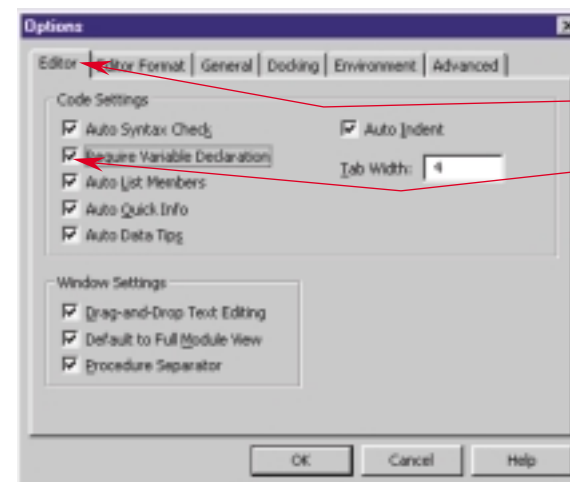 Options
Editor Editor Format General Docking Environment Advanced
Code Settings
Auto Syntax Check
Auto Indent
Require Variable Declaration
Tab Width: 4
Auto List Members
Auto Quick Info
Auto Data Tips
Window Settings
Drag-and-Drop Text Editing
Default to Full Module View
Procedure Separator
OK Cancel Help